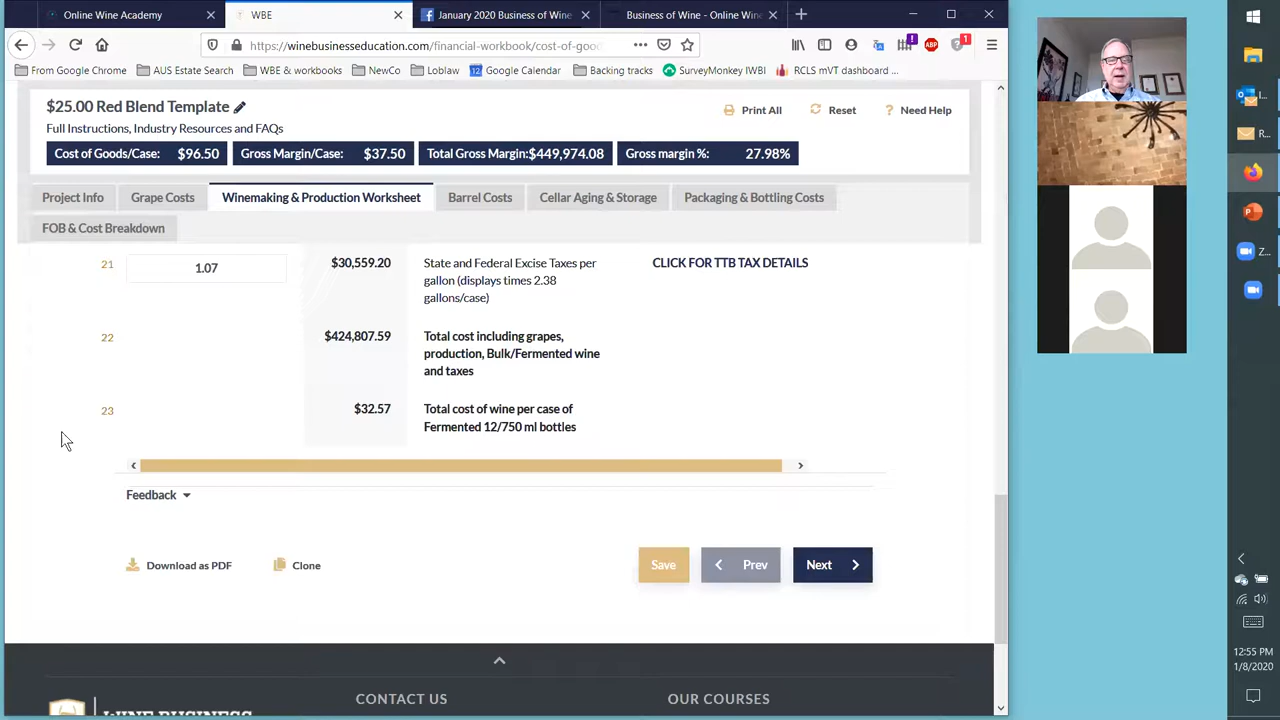 Online Wine Academy
WBE
January 2020 Business of Wine
Business of Wine - Online Wine
https://winebusinesseducation.com/financial-workbook/cost-of-goo
From Google Chrome
AUS Estate Searc
WBE & workbooks
NewCo
Loblaw
Google Calendar
Backing tracks
SurveyMonkey IWBI
RCLS mVT Dashboard ...
$25.00 Red Blend Template
Print All
Reset
Need Help
Full Instructions, Industry Resources and FAQs
Cost of Goods/Case: $96.50
Gross Margin/Case: $37.50
Total Gross Margin:$449,974.08
Gross margin %: 27.98%
Project Info
Grape Costs
Winemaking & Production Worksheet
Barrel Costs
Cellar Aging & Storage
Packaging & Bottling Costs
FOB & Cost Breakdown
21
1.07
$30,559.20
State and Federal Excise Taxes per
gallon (displays times 2.38
gallons/case)
CLICK FOR TTB TAX DETAILS
22
$424,807.59
Total cost including grapes,
production, Bulk/Fermented wine
and taxes
23
$32.57
Total cost of wine per case of
Fermented 12/750 ml bottles
Feedback
Download as PDF
Clone
Save
Prev
Next
CONTACT US
OUR COURSES
WINE BUSINESS
I...
R...
Z...
12:55 PM
1/8/2020